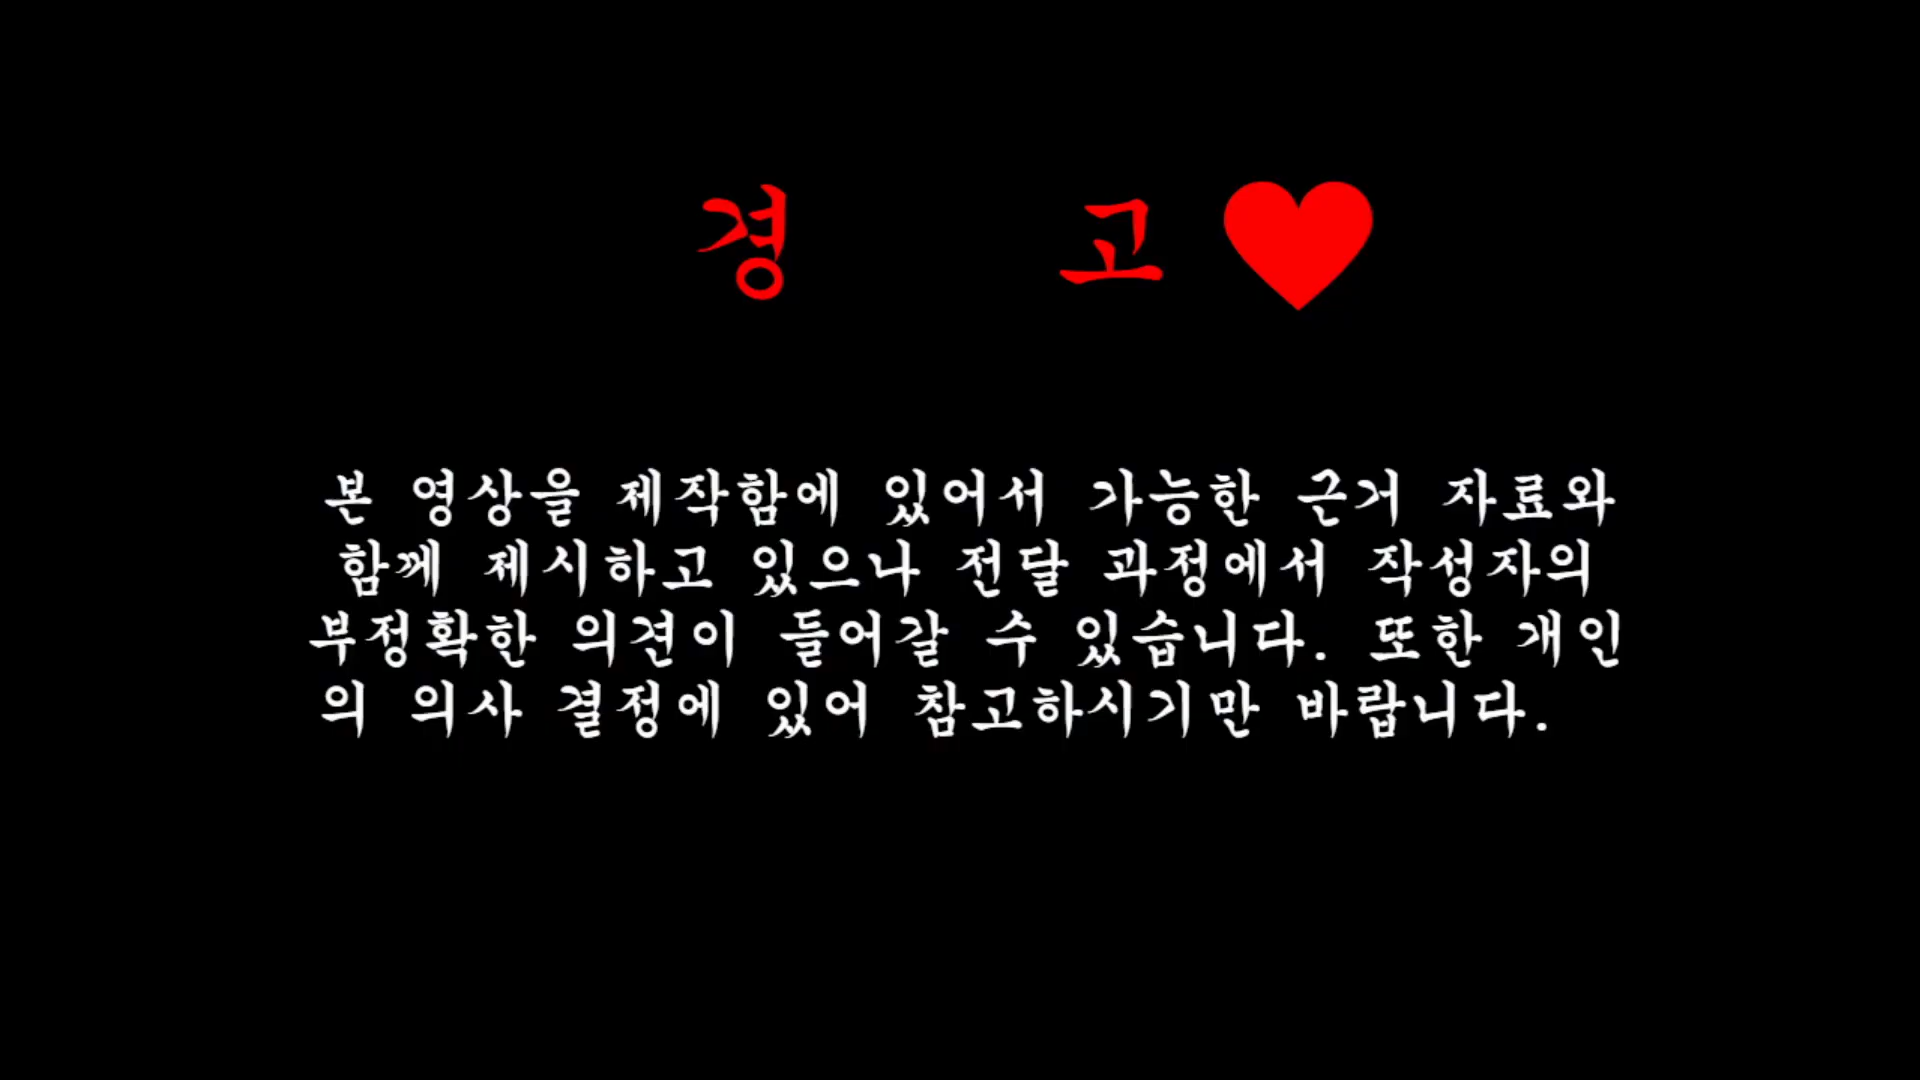 경 고
본 영상을 제작함에 있어서 가능한 근거 자료와
함께 제시하고 있으나 전달 과정에서 작성자의
부정확한 의견이 들어갈 수 있습니다. 또한 개인
의 의사 결정에 있어 참고하시기만 바랍니다.